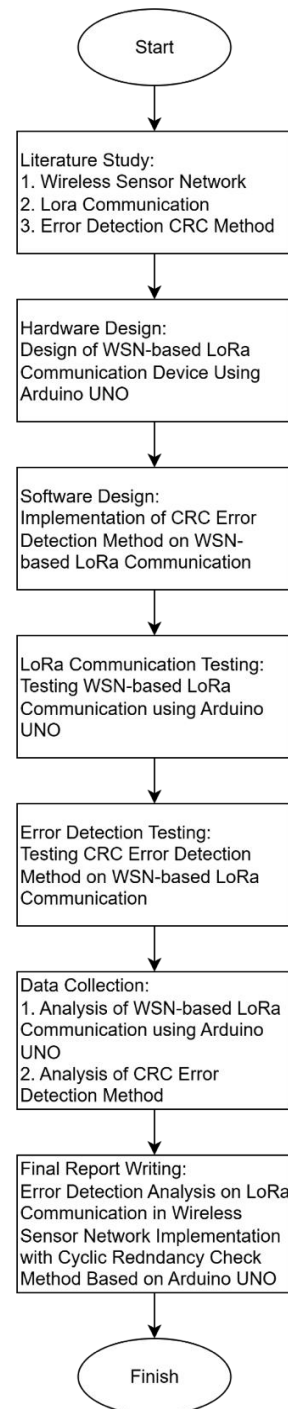 Start
Literature Study:
1. Wireless Sensor Network
2. Lora Communication
3. Error Detection CRC Method
Hardware Design:
Design of WSN-based LoRa
Communication Device Using
Arduino UNO
Software Design:
Implementation of CRC Error
Detection Method on WSN-
based LoRa Communication
LoRa Communication Testing:
Testing WSN-based LoRa
Communication using Arduino
UNO
Error Detection Testing:
Testing CRC Error Detection
Method on WSN-based LoRa
Communication
Data Collection:
1. Analysis of WSN-based LoRa
Communication using Arduino
UNO
2. Analysis of CRC Error
Detection Method
Final Report Writing:
Error Detection Analysis on LoRa
Communication in Wireless
Sensor Network Implementation
with Cyclic Redndancy Check
Method Based on Arduino UNO
Finish